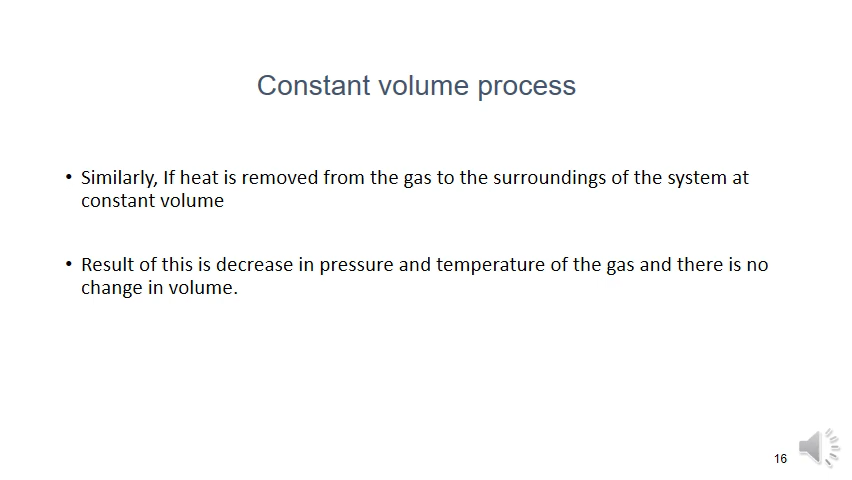 Constant volume process
• Similarly, If heat is removed from the gas to the surroundings of the system at
constant volume
• Result of this is decrease in pressure and temperature of the gas and there is no
change in volume.
16